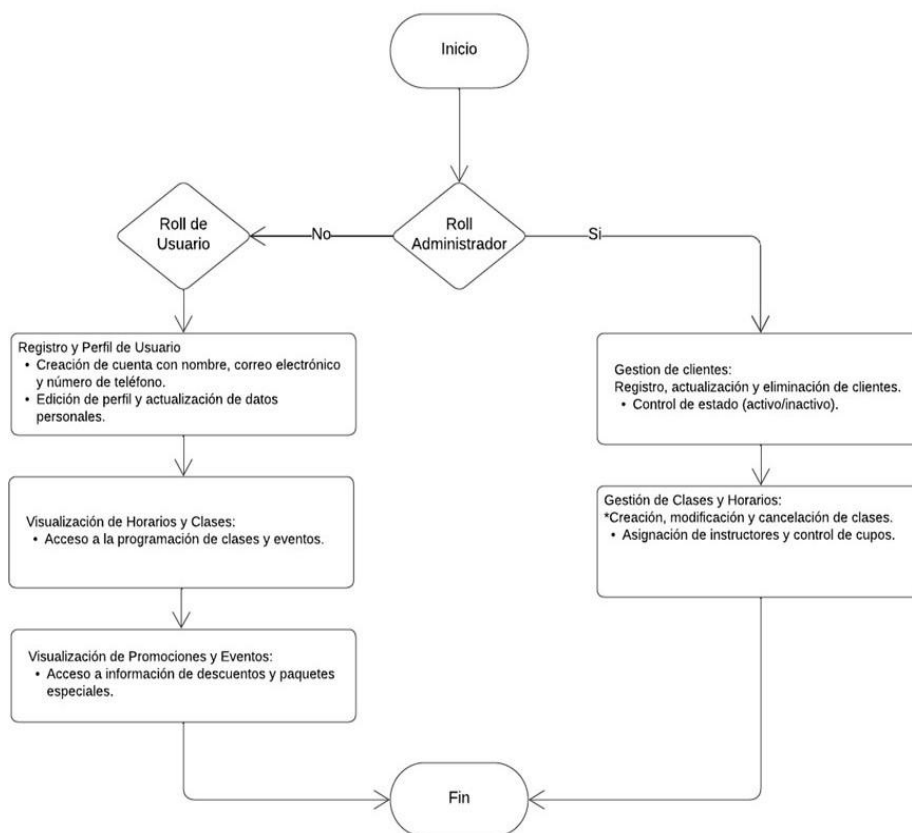 Inicio
Roll de
Usuario
No
Roll
Administrador
Si
Registro y Perfil de Usuario
• Creación de cuenta con nombre, correo electrónico
y número de teléfono.
• Edición de perfil y actualización de datos
personales.
Gestion de clientes:
Registro, actualización y eliminación de clientes.
• Control de estado (activo/inactivo).
Visualización de Horarios y Clases:
• Acceso a la programación de clases y eventos.
Gestión de Clases y Horarios:
*Creación, modificación y cancelación de clases.
• Asignación de instructores y control de cupos.
Visualización de Promociones y Eventos:
• Acceso a información de descuentos y paquetes
especiales.
Fin